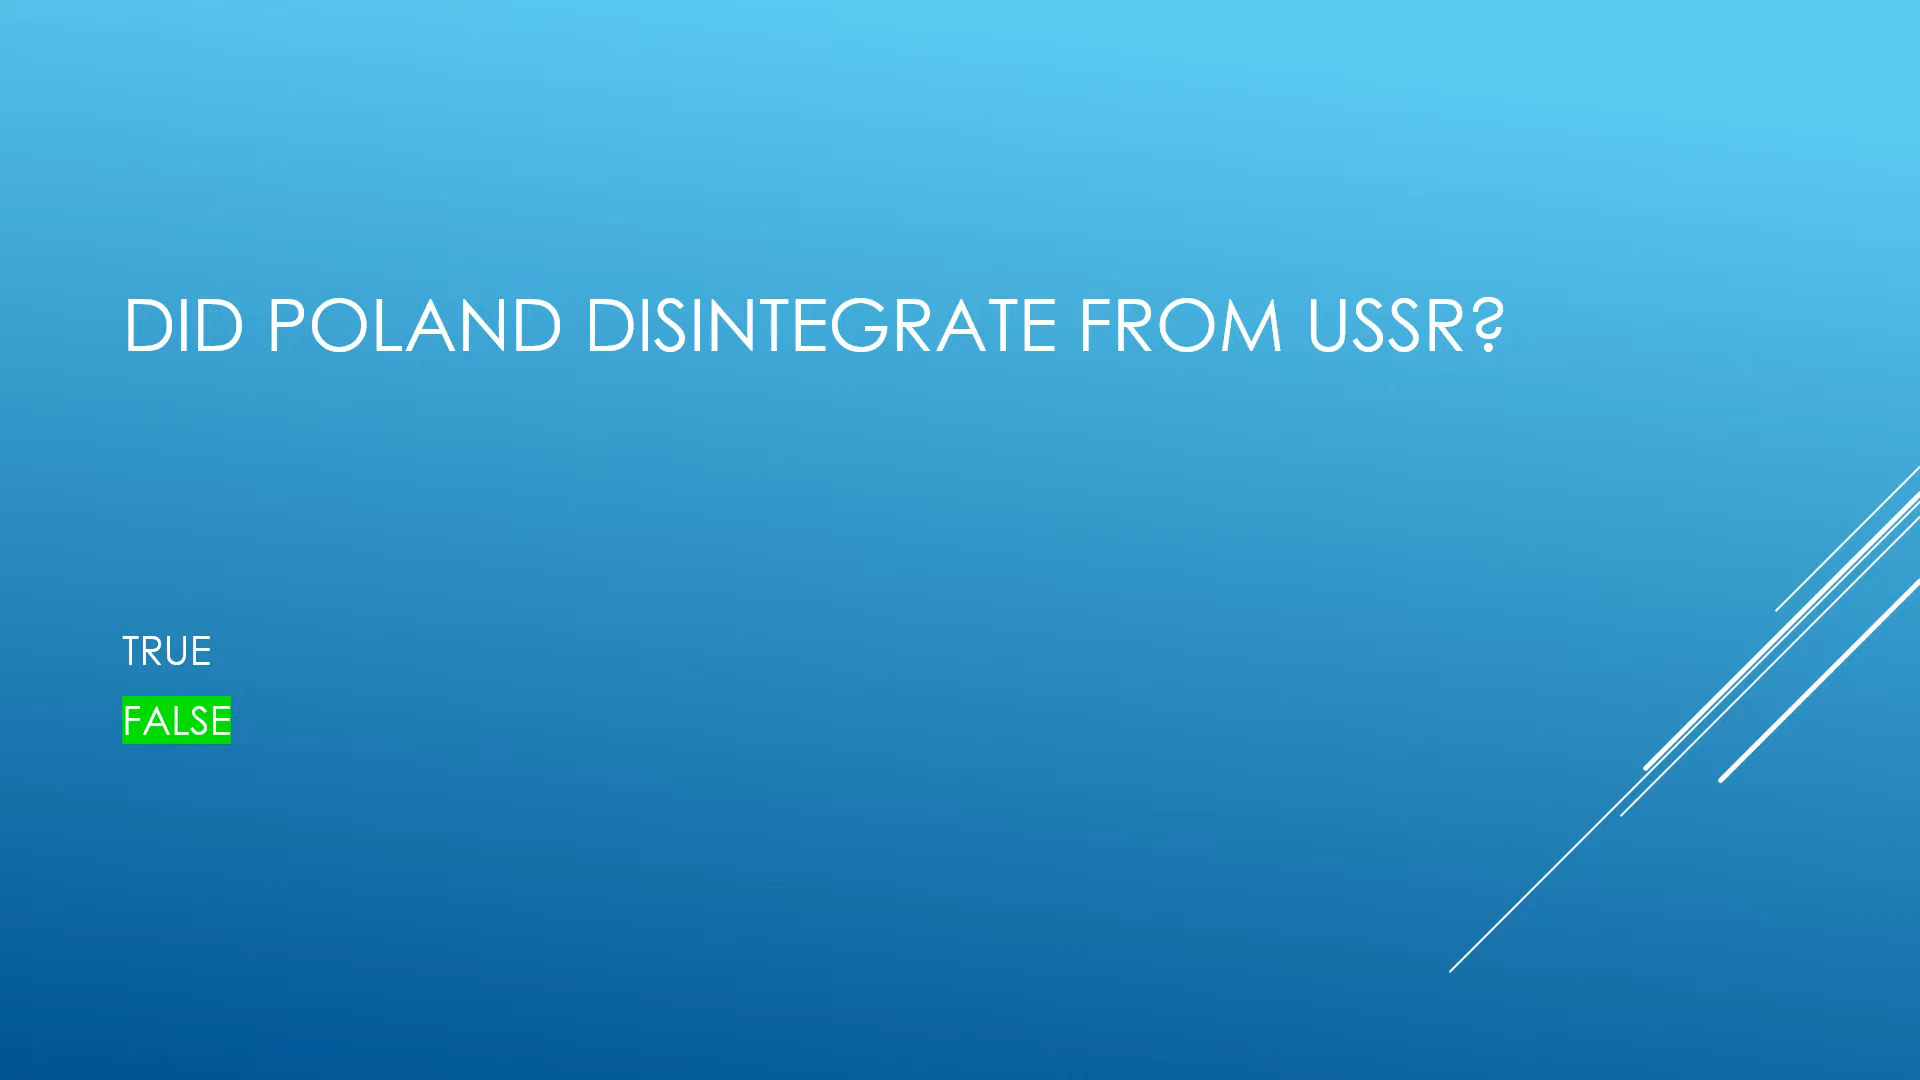 DID POLAND DISINTEGRATE FROM USSR?
TRUE
FALSE